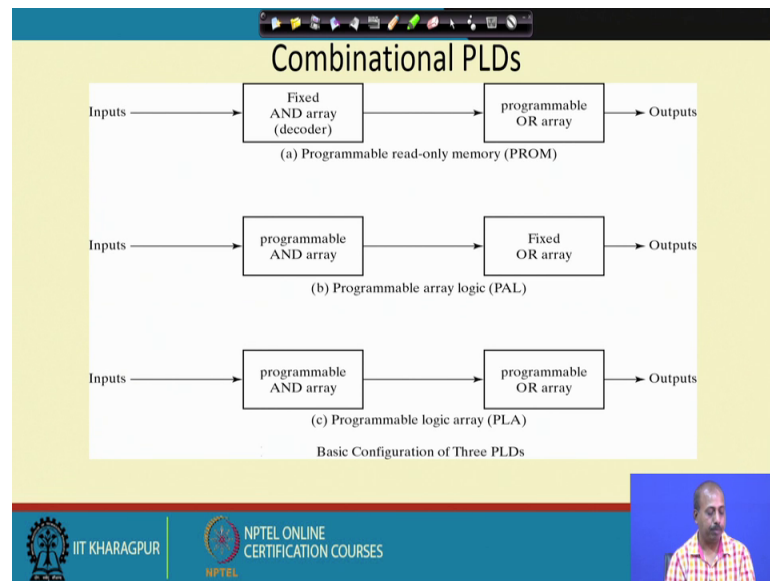 Combinational PLDs
Inputs
Fixed
AND array
(decoder)
programmable
OR array
Outputs
(a) Programmable read-only memory (PROM)
Inputs
programmable
AND array
Fixed
OR array
Outputs
(b) Programmable array logic (PAL)
Inputs
programmable
AND array
programmable
OR array
Outputs
(c) Programmable logic array (PLA)
Basic Configuration of Three PLDs
IIT KHARAGPUR
NPTEL
NPTEL ONLINE
CERTIFICATION COURSES